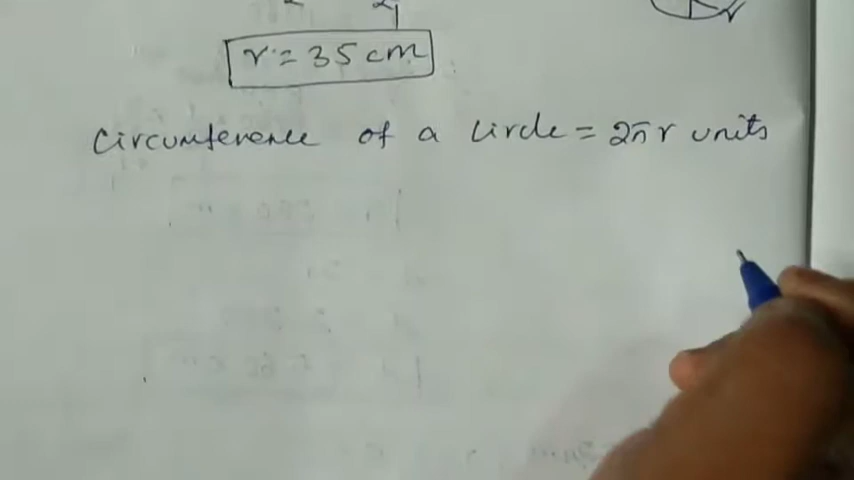 r = 35 cm
Circumference of a circle = 2πr units